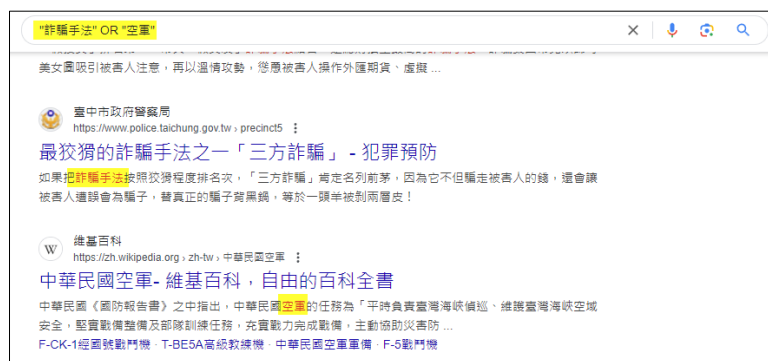 "詐騙手法" OR "空軍"
美女圖吸引被害人注意，再以溫情攻勢，慫恿被害人操作外匯期貨、虛擬 ...
臺中市政府警察局
https://www.police.taichung.gov.tw › precinct5
最狡猾的詐騙手法之一「三方詐騙」 - 犯罪預防
如果把詐騙手法按照狡猾程度排名次，「三方詐騙」肯定名列前茅，因為它不但騙走被害人的錢，還會讓
被害人遭誤會為騙子，替真正的騙子背黑鍋，等於一頭羊被剝兩層皮！
W
維基百科
https://zh.wikipedia.org › zh-tw › 中華民國空軍
中華民國空軍- 維基百科，自由的百科全書
中華民國《國防報告書》之中指出，中華民國空軍的任務為「平時負責臺灣海峽偵巡、維護臺灣海峽空域
安全，堅實戰備整備及部隊訓練任務，充實戰力完成戰備，主動協助災害防 ...
F-CK-1經國號戰鬥機 · T-BE5A高級教練機 · 中華民國空軍軍備 · F-5戰鬥機